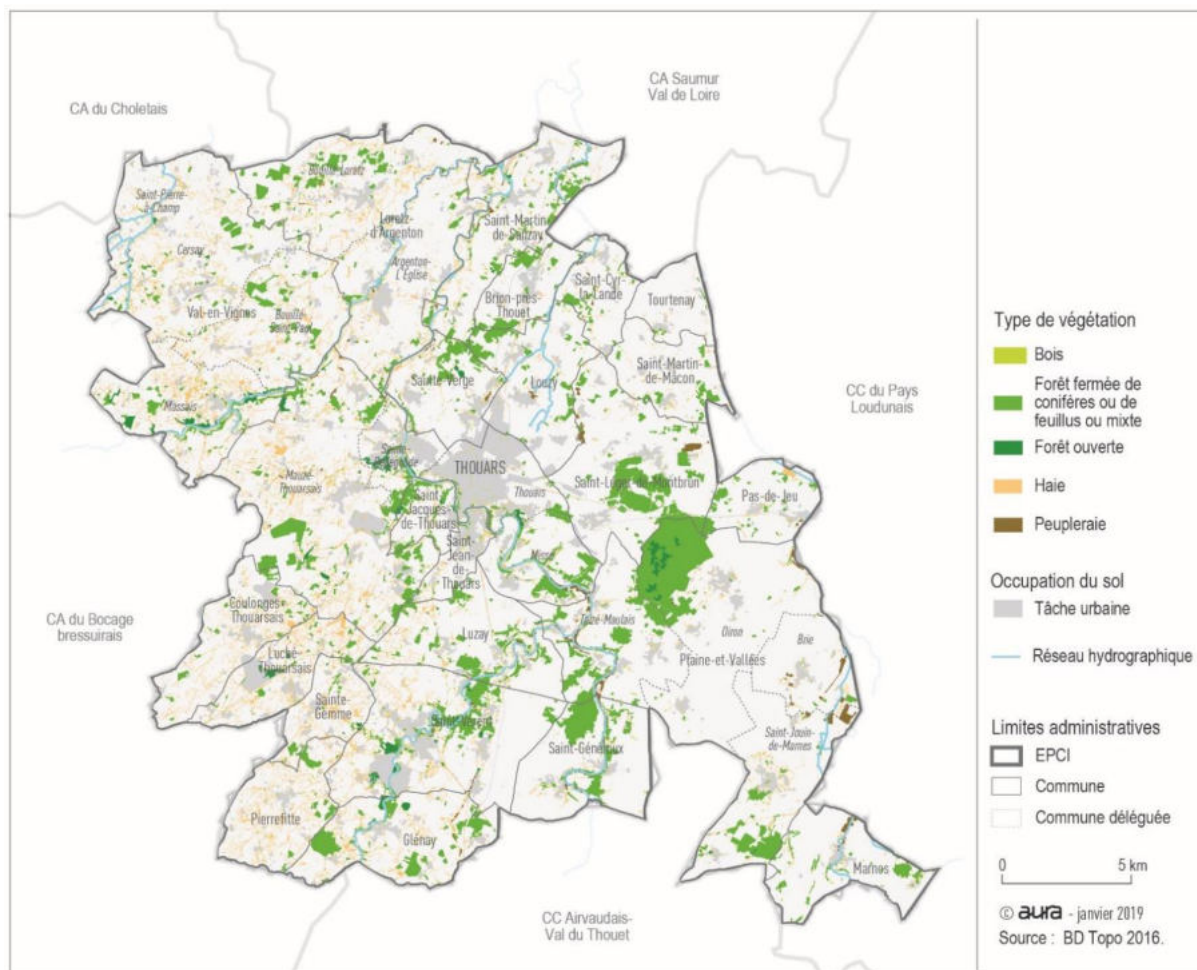 CA Saumur
Val de Loire
CA du Choletais
Bouillé-Loretz
Saint-Pierre-
à-Champ
Loretz-
d'Argenton
Saint-Martin-
de-Sanzay
Cersay
Argenton-
L'Église
Saint-Cyr-
la-Lande
Brion-près-
Thouet
Tourtenay
Val-en-Vignes
Bouillé-
Saint-Paul
Saint-Martin-
de-Mâcon
Sainte-Verge
Louzy
CC du Pays
Loudunais
Massais
Sainte-
Radegonde
THOUARS
Mauzé-
Thouarsais
Thouars
Saint-Léger-de-Montbrun
Pas-de-Jeu
Saint-
Jacques-
de-Thouars
Saint-
Jean-
de-
Thouars
Missé
CA du Bocage
bressuirais
Coulonges-
Thouarsais
Taizé-Maulais
Luzay
Oiron
Brie
Plaine-et-Vallées
Luché-
Thouarsais
Sainte-
Gemme
Saint-Varent
Saint-Généroux
Saint-Jouin-
de-Marnes
Pierrefitte
Glénay
Marnes
CC Airvaudais-
Val du Thouet
Type de végétation
Bois
Forêt fermée de
conifères ou de
feuillus ou mixte
Forêt ouverte
Haie
Peupleraie
Occupation du sol
Tâche urbaine
Réseau hydrographique
Limites administratives
EPCI
Commune
Commune déléguée
0 5 km
© aura - janvier 2019
Source : BD Topo 2016.